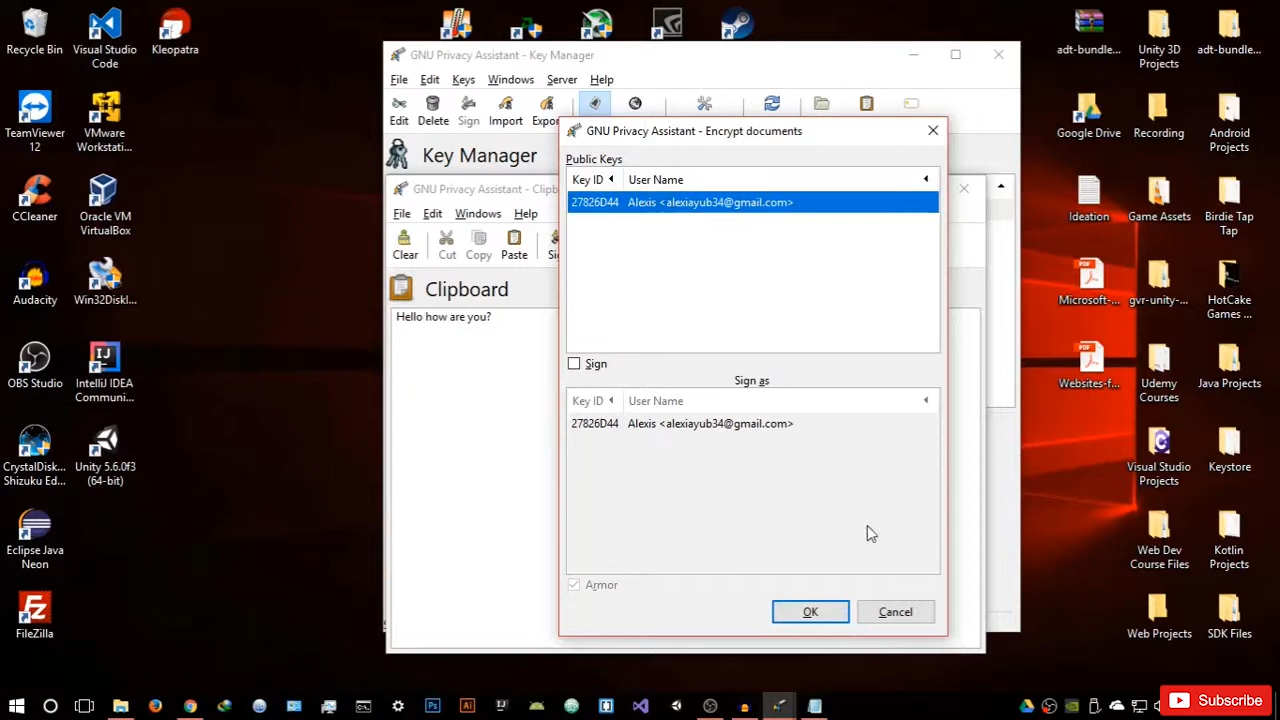 Recycle Bin
Visual Studio Code
Kleopatra
TeamViewer 12
VMware Workstati...
CCleaner
Oracle VM VirtualBox
Audacity
Win32Diskl...
OBS Studio
IntelliJ IDEA Communi...
CrystalDisk... Shizuku Ed...
Unity 5.6.0f3 (64-bit)
Eclipse Java Neon
FileZilla
GNU Privacy Assistant - Key Manager
File Edit Keys Windows Server Help
Edit Delete Sign Import Expor
Key Manager
GNU Privacy Assistant - Clipb
File Edit Windows Help
Clear Cut Copy Paste Si
Clipboard
Hello how are you?
GNU Privacy Assistant - Encrypt documents
Public Keys
Key ID User Name
27826D44 Alexis <alexiayub34@gmail.com>
Sign
Sign as
Key ID User Name
27826D44 Alexis <alexiayub34@gmail.com>
Armor
OK Cancel
adt-bundle...
Unity 3D Projects
adt-bundle...
Google Drive
Recording
Android Projects
Ideation
Game Assets
Birdie Tap Tap
PDF
Microsoft-...
gvr-unity-...
HotCake Games ...
PDF
Websites-f...
Udemy Courses
Java Projects
Visual Studio Projects
Keystore
Web Dev Course Files
Kotlin Projects
Web Projects
SDK Files
Subscribe